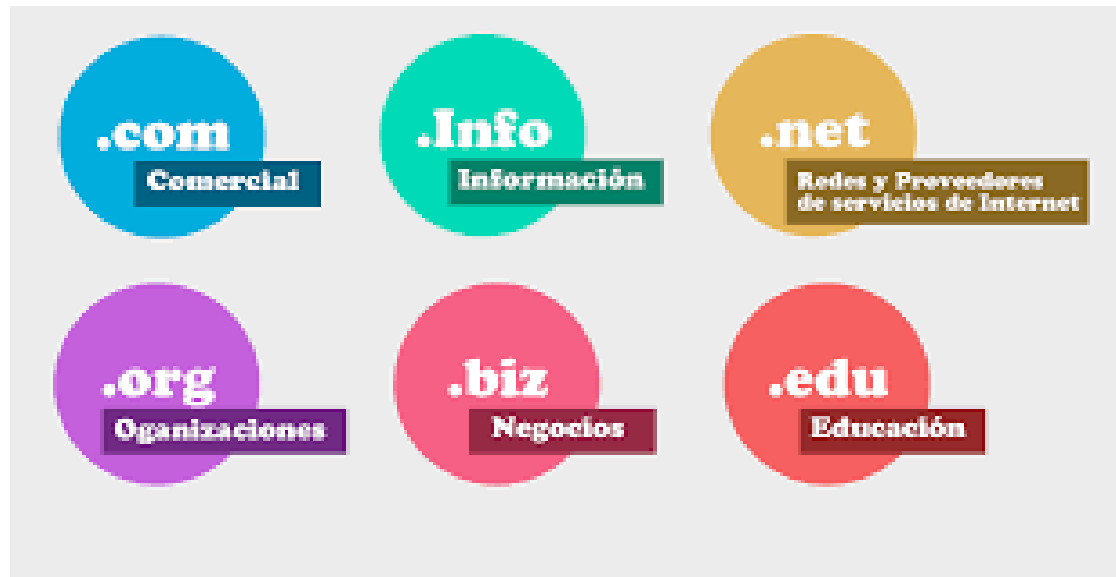 .com
Comercial
.Info
Información
.net
Redes y Proveedores
de servicios de Internet
.org
Oganizaciones
.biz
Negocios
.edu
Educación